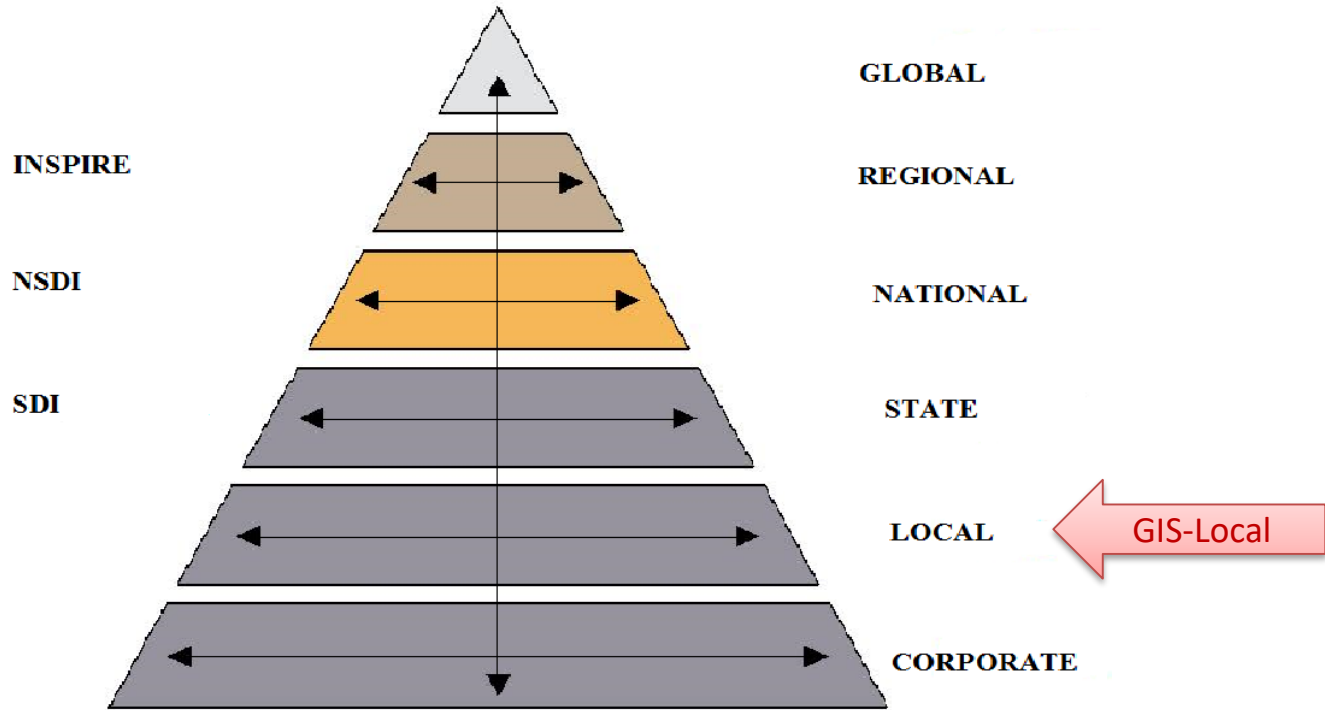 GLOBAL
INSPIRE
REGIONAL
NSDI
NATIONAL
SDI
STATE
LOCAL
GIS-Local
CORPORATE